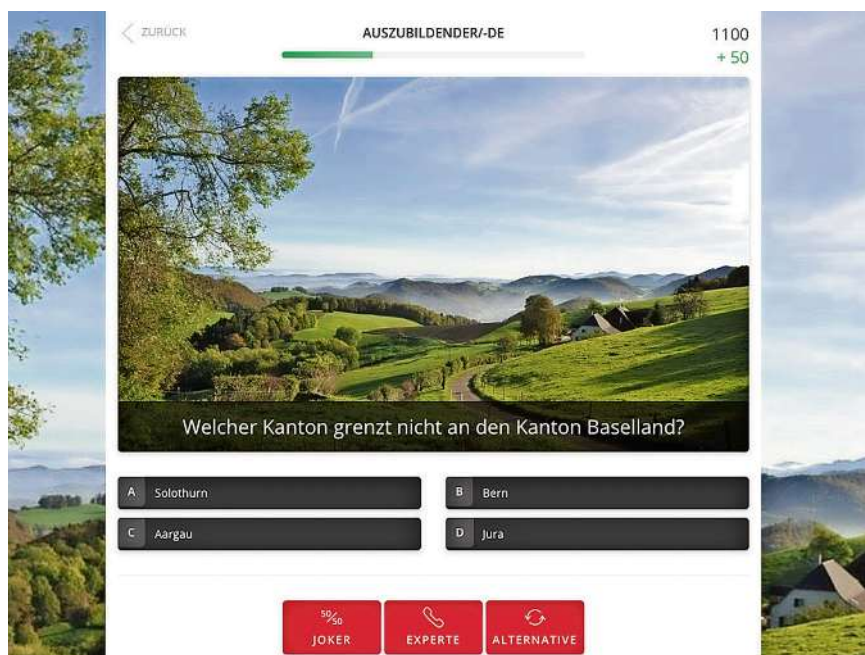 ZURÜCK
AUSZUBILDENDER/-DE
1100
+ 50
Welcher Kanton grenzt nicht an den Kanton Baselland?
A Solothurn
B Bern
C Aargau
D Jura
50/50
JOKER
EXPERTE
ALTERNATIVE